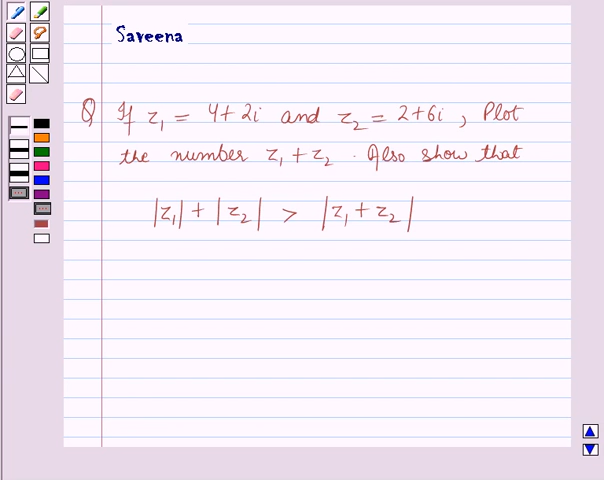 Saveena
Q If z₁ = 4+2i and z₂ = 2+6i, Plot
the number z₁ + z₂. Also show that
|z₁| + |z₂| > |z₁ + z₂|